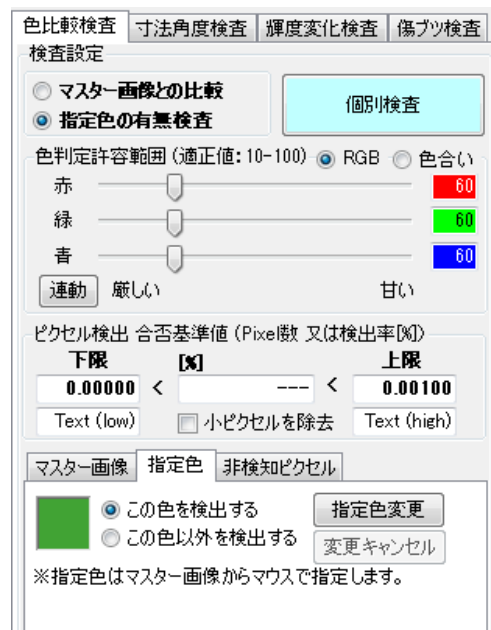 色比較検査 寸法角度検査 輝度変化検査 傷ブツ検査
検査設定
マスター画像との比較
指定色の有無検査
個別検査
色判定許容範囲 (適正値: 10-100) RGB 色合い
赤 60
緑 60
青 60
連動 厳しい 甘い
ピクセル検出 合否基準値 (Pixel数 又は検出率[%])
下限 [%] 上限
0.00000 < --- < 0.00100
Text (low) 小ピクセルを除去 Text (high)
マスター画像 指定色 非検知ピクセル
この色を検出する 指定色変更
この色以外を検出する 変更キャンセル
※指定色はマスター画像からマウスで指定します。